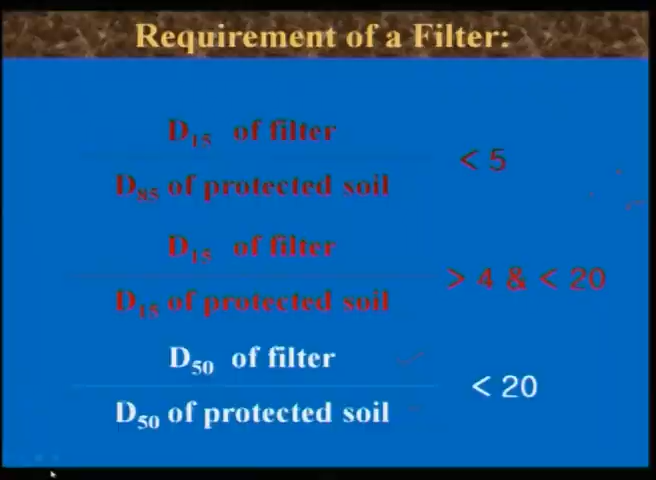 Requirement of a Filter:
D15 of filter
D85 of protected soil
< 5
D15 of filter
D15 of protected soil
> 4 & < 20
D50 of filter
D50 of protected soil
< 20